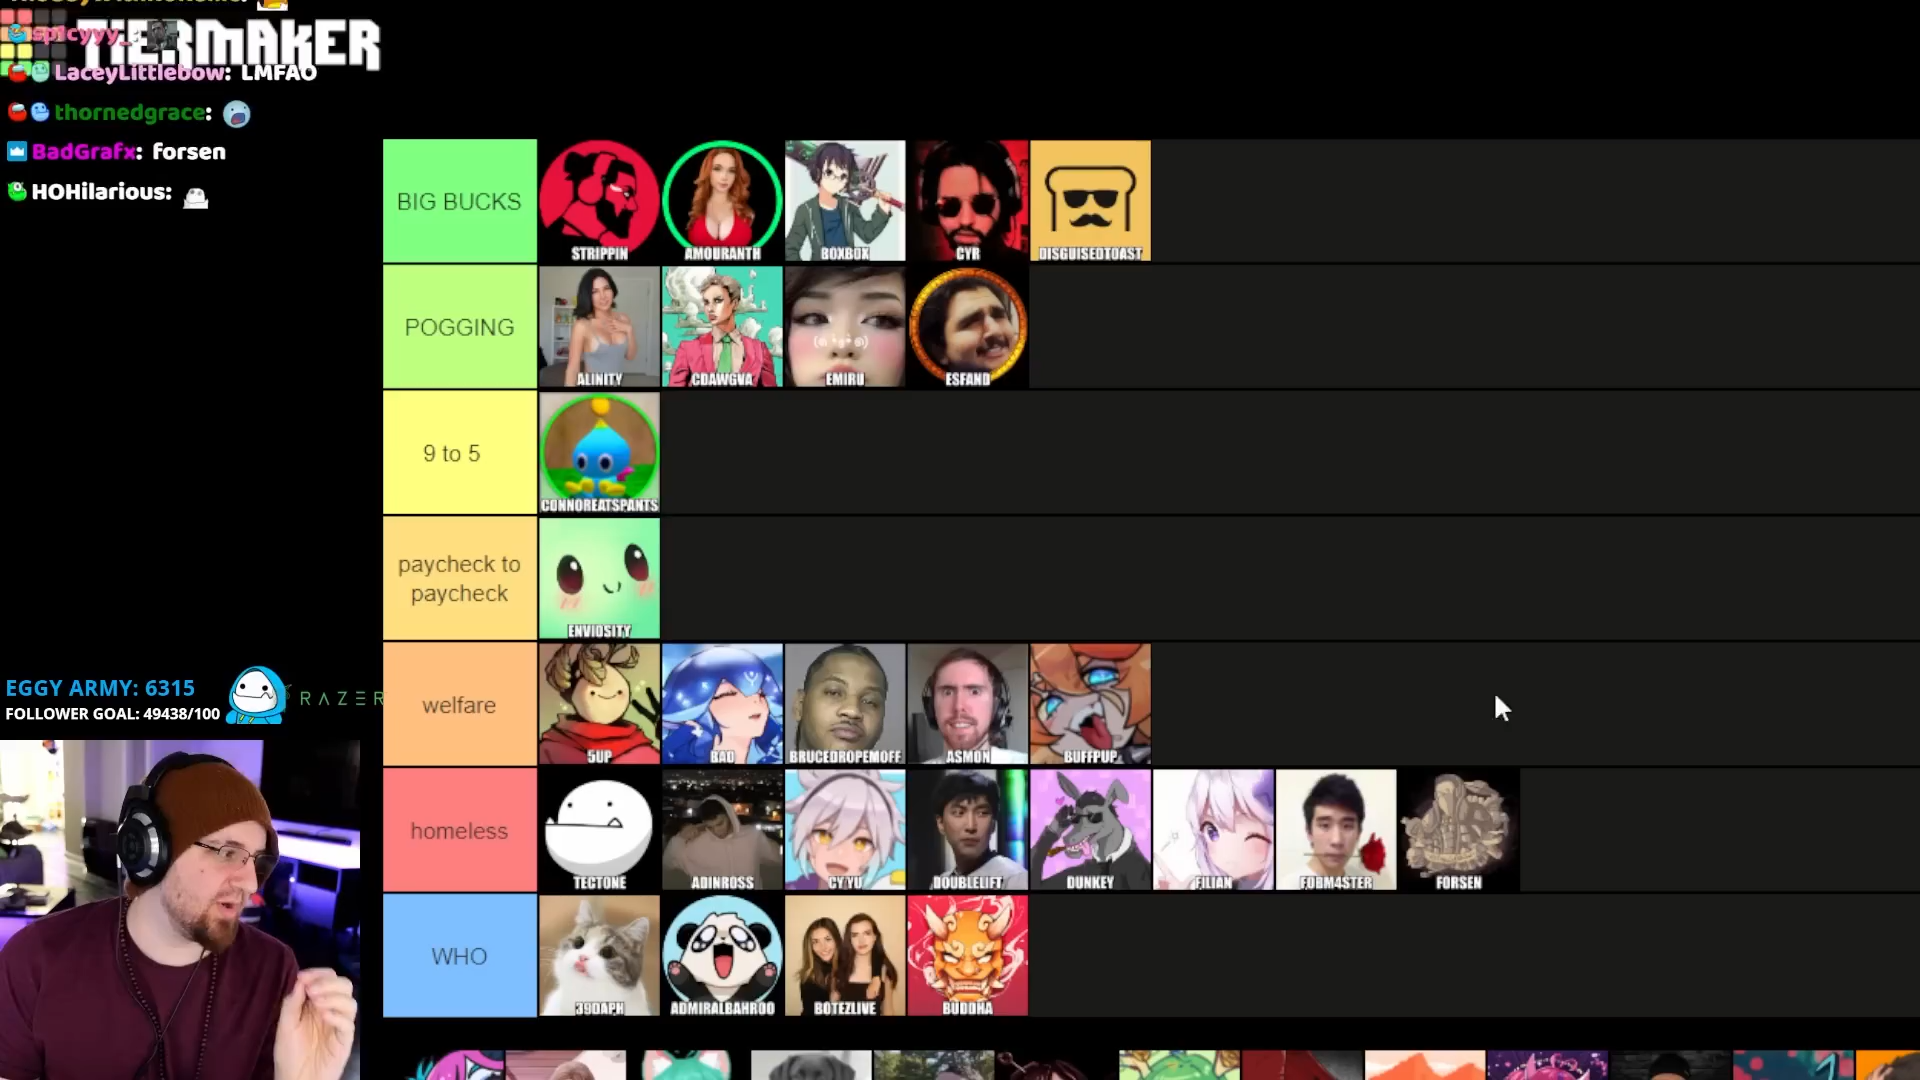 spicyyy_:
TiERMAKER
LaceyLittlebow: LMFAO
thornedgrace:
BadGrafx: forsen
HOHilarious:
BIG BUCKS
STRIPPIN
AMOURANTH
BOXBOX
CYR
DISGUISEDTOAST
POGGING
ALINITY
CDAWGVA
EMIRU
ESFAND
9 to 5
CONNOREATSPANTS
paycheck to
paycheck
ENVIOSITY
welfare
5UP
BAO
BRUCEDROPEMOFF
ASMON
BUFFPUP
EGGY ARMY: 6315
FOLLOWER GOAL: 49438/100
RAZER
homeless
TECTONE
ADINROSS
CYYU
DOUBLELIFT
DUNKEY
FILIAN
FOBM4STER
FORSEN
WHO
39DAPH
ADMIRALBAHROO
BOTEZLIVE
BUDDHA